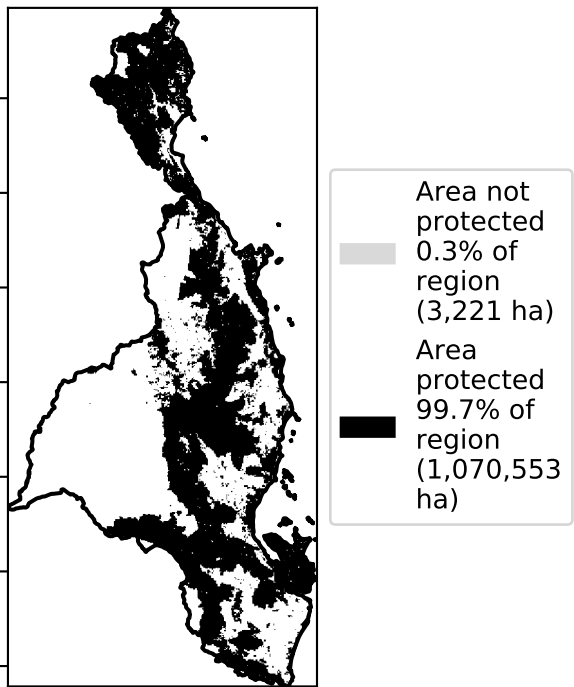 Area not
protected
0.3% of
region
(3,221 ha)
Area
protected
99.7% of
region
(1,070,553
ha)